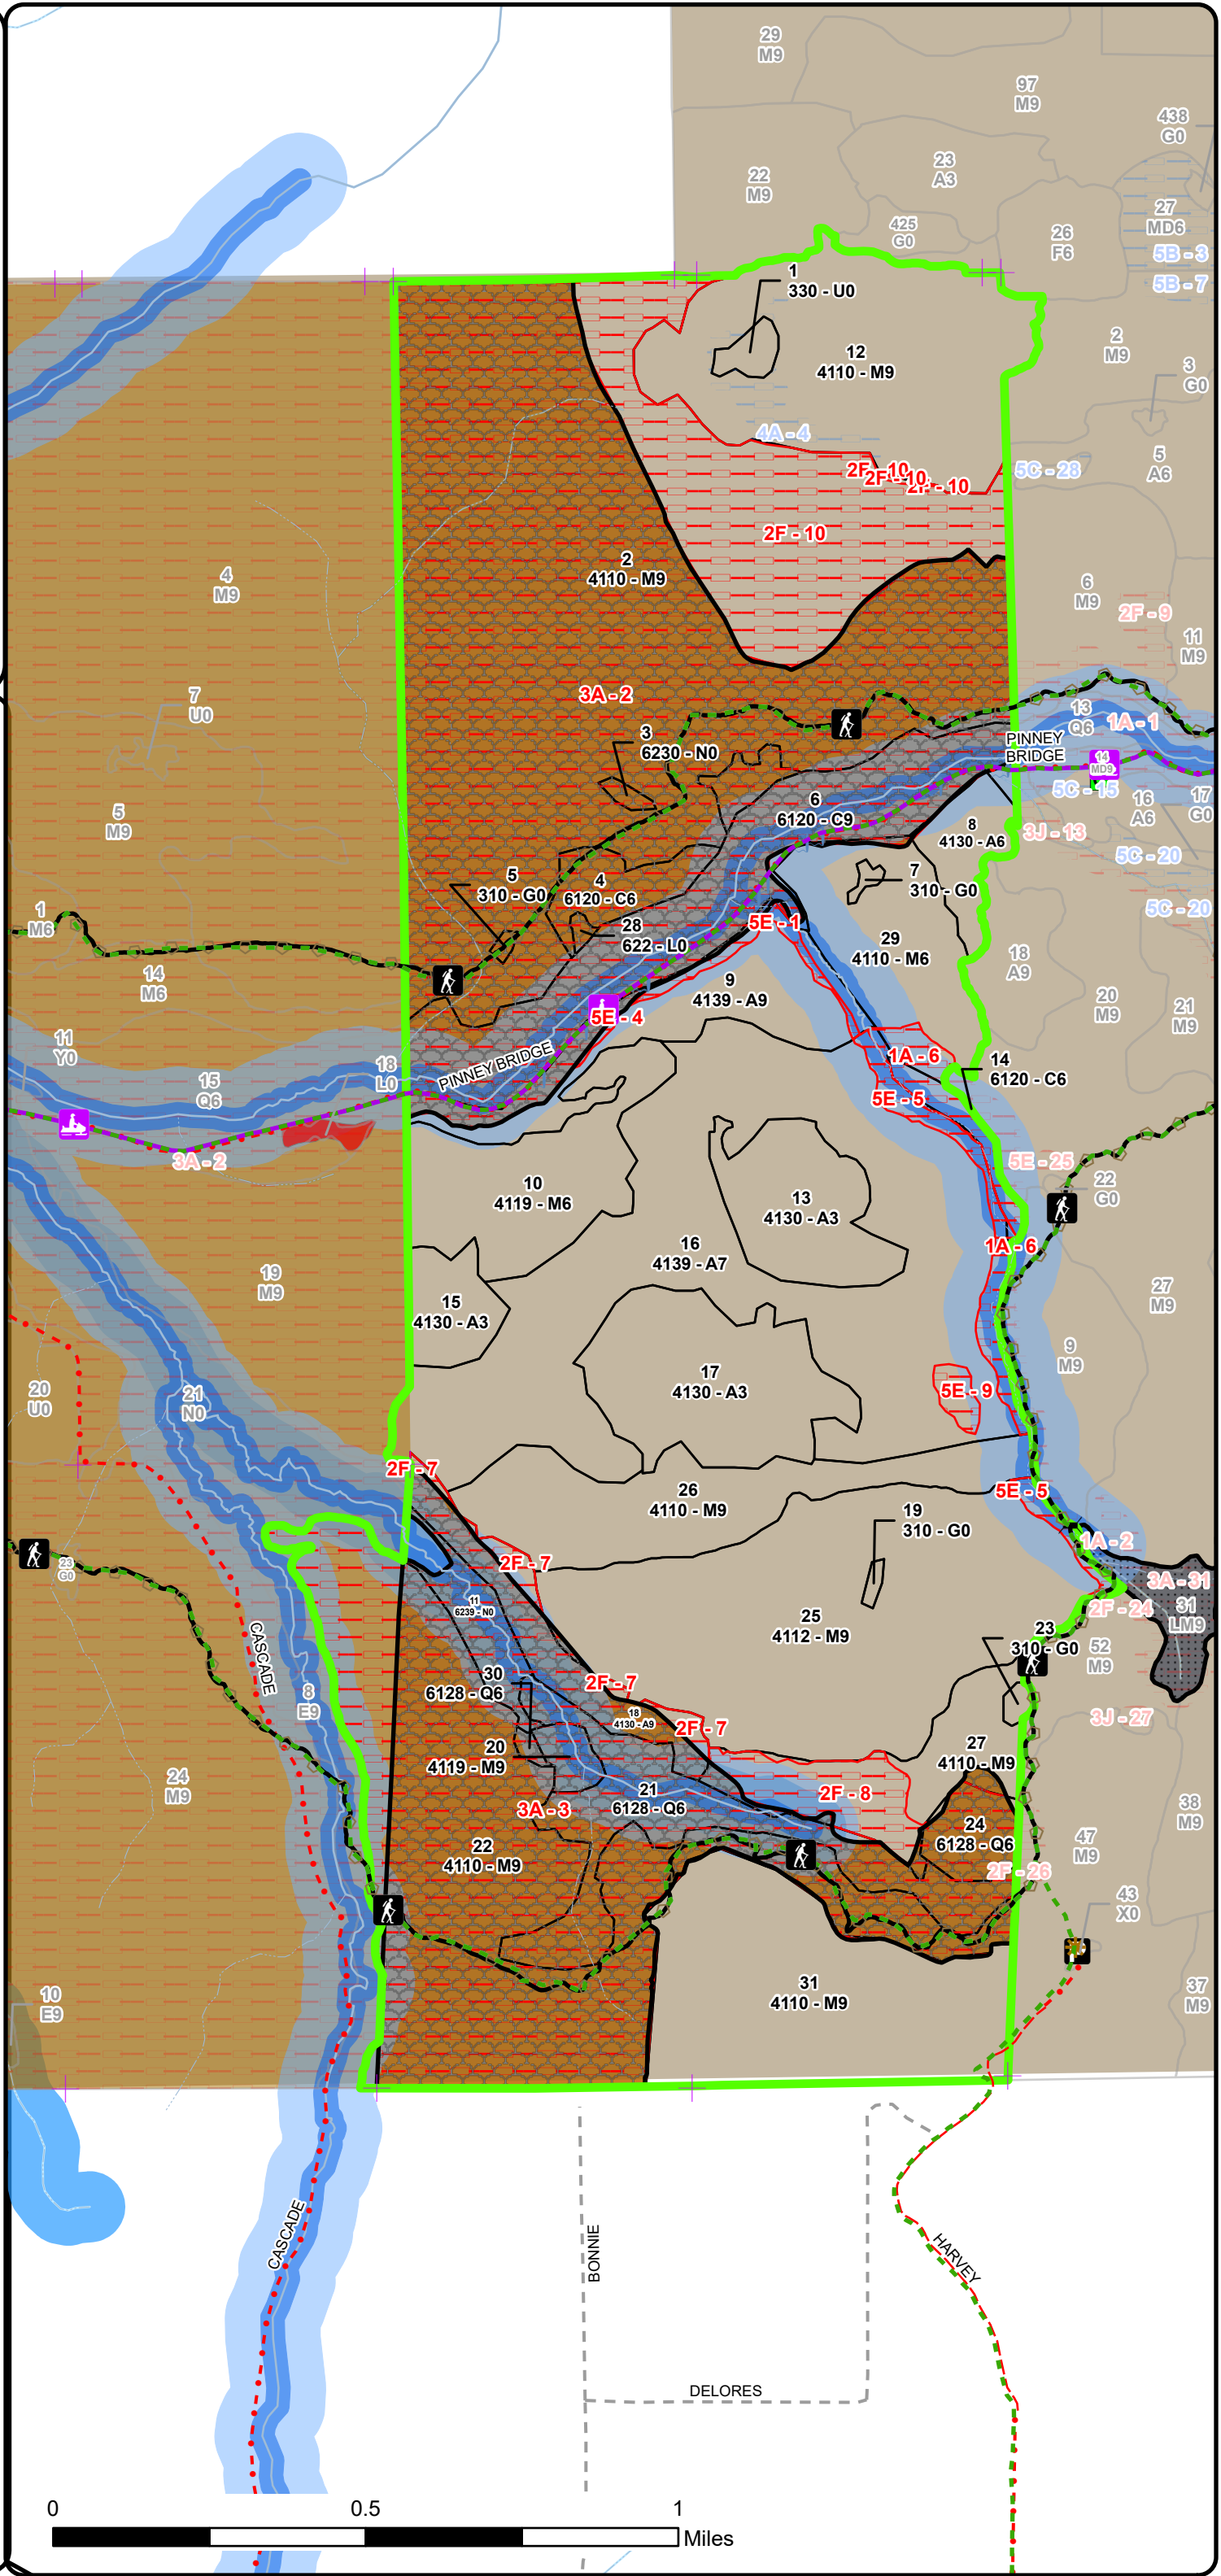 29
M9
97
M9
438
G0
23
A3
22
M9
27
MD6
425
G0
26
F6
5B - 3
5B - 7
1
330 - U0
2
M9
12
4110 - M9
3
G0
4A - 4
5
A6
5C - 28
2F - 10
2F - 10
2F - 10
2F - 10
2
4110 - M9
4
M9
6
M9
2F - 9
11
M9
3A - 2
7
U0
13
Q6
1A - 1
3
6230 - N0
PINNEY
BRIDGE
14
MD9
5C - 15
16
A6
17
G0
6
6120 - C9
5
M9
8
4130 - A6
3J - 13
5C - 20
7
310 - G0
5
310 - G0
4
6120 - C6
5C - 20
1
M6
28
622 - L0
5E - 1
29
4110 - M6
18
A9
14
M6
9
4139 - A9
20
M9
21
M9
5E - 4
11
Y0
PINNEY BRIDGE
1A - 6
14
6120 - C6
18
L0
15
Q6
5E - 5
3A - 2
5E - 25
22
G0
10
4119 - M6
13
4130 - A3
16
4139 - A7
1A - 6
19
M9
27
M9
15
4130 - A3
9
M9
17
4130 - A3
5E - 9
20
U0
21
N0
2F - 7
26
4110 - M9
5E - 5
19
310 - G0
1A - 2
2F - 7
23
G0
3A - 31
31
LM9
2F - 24
11
6239 - N0
25
4112 - M9
23
310 - G0
52
M9
CASCADE
30
6128 - Q6
2F - 7
8
E9
18
4130 - A9
2F - 7
3J - 27
20
4119 - M9
27
4110 - M9
24
M9
21
6128 - Q6
2F - 8
3A - 3
38
M9
24
6128 - Q6
47
M9
22
4110 - M9
2F - 26
43
X0
10
E9
31
4110 - M9
37
M9
CASCADE
BONNIE
HARVEY
DELORES
0 0.5 1
Miles